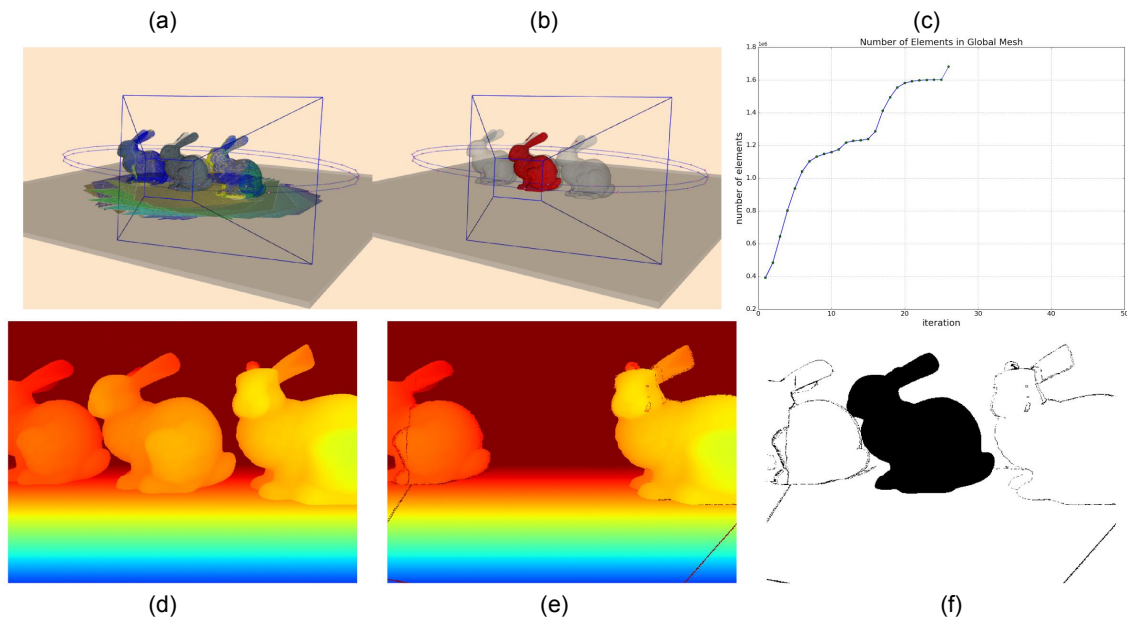 (a)
(b)
(c)
Number of Elements in Global Mesh
1e6
1.8
1.6
1.4
1.2
1.0
0.8
0.6
0.4
0.2
number of elements
0
10
20
30
40
50
iteration
(d)
(e)
(f)